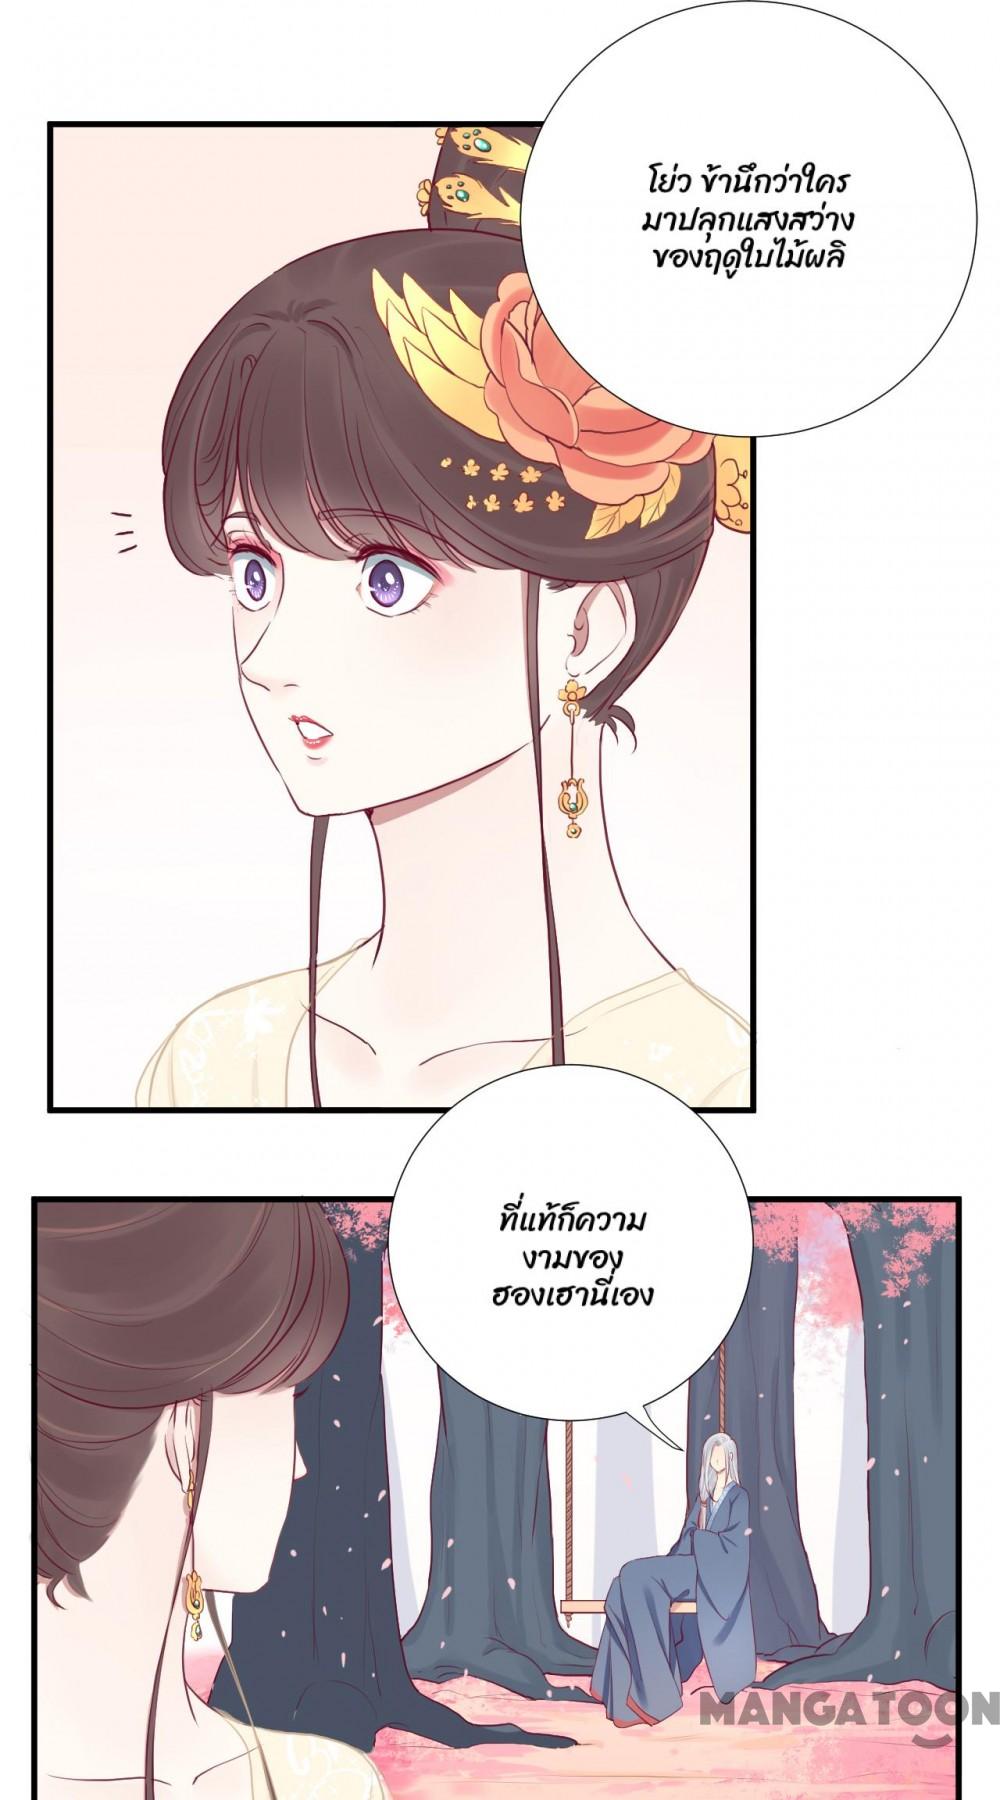 โย่ว ข้านึกว่าใคร
มาปลุกแสงสว่าง
ของฤดูใบไม้ผลิ
ที่แท้ก็ความ
งามของ
ฮองเฮานี่เอง
MANGATOON